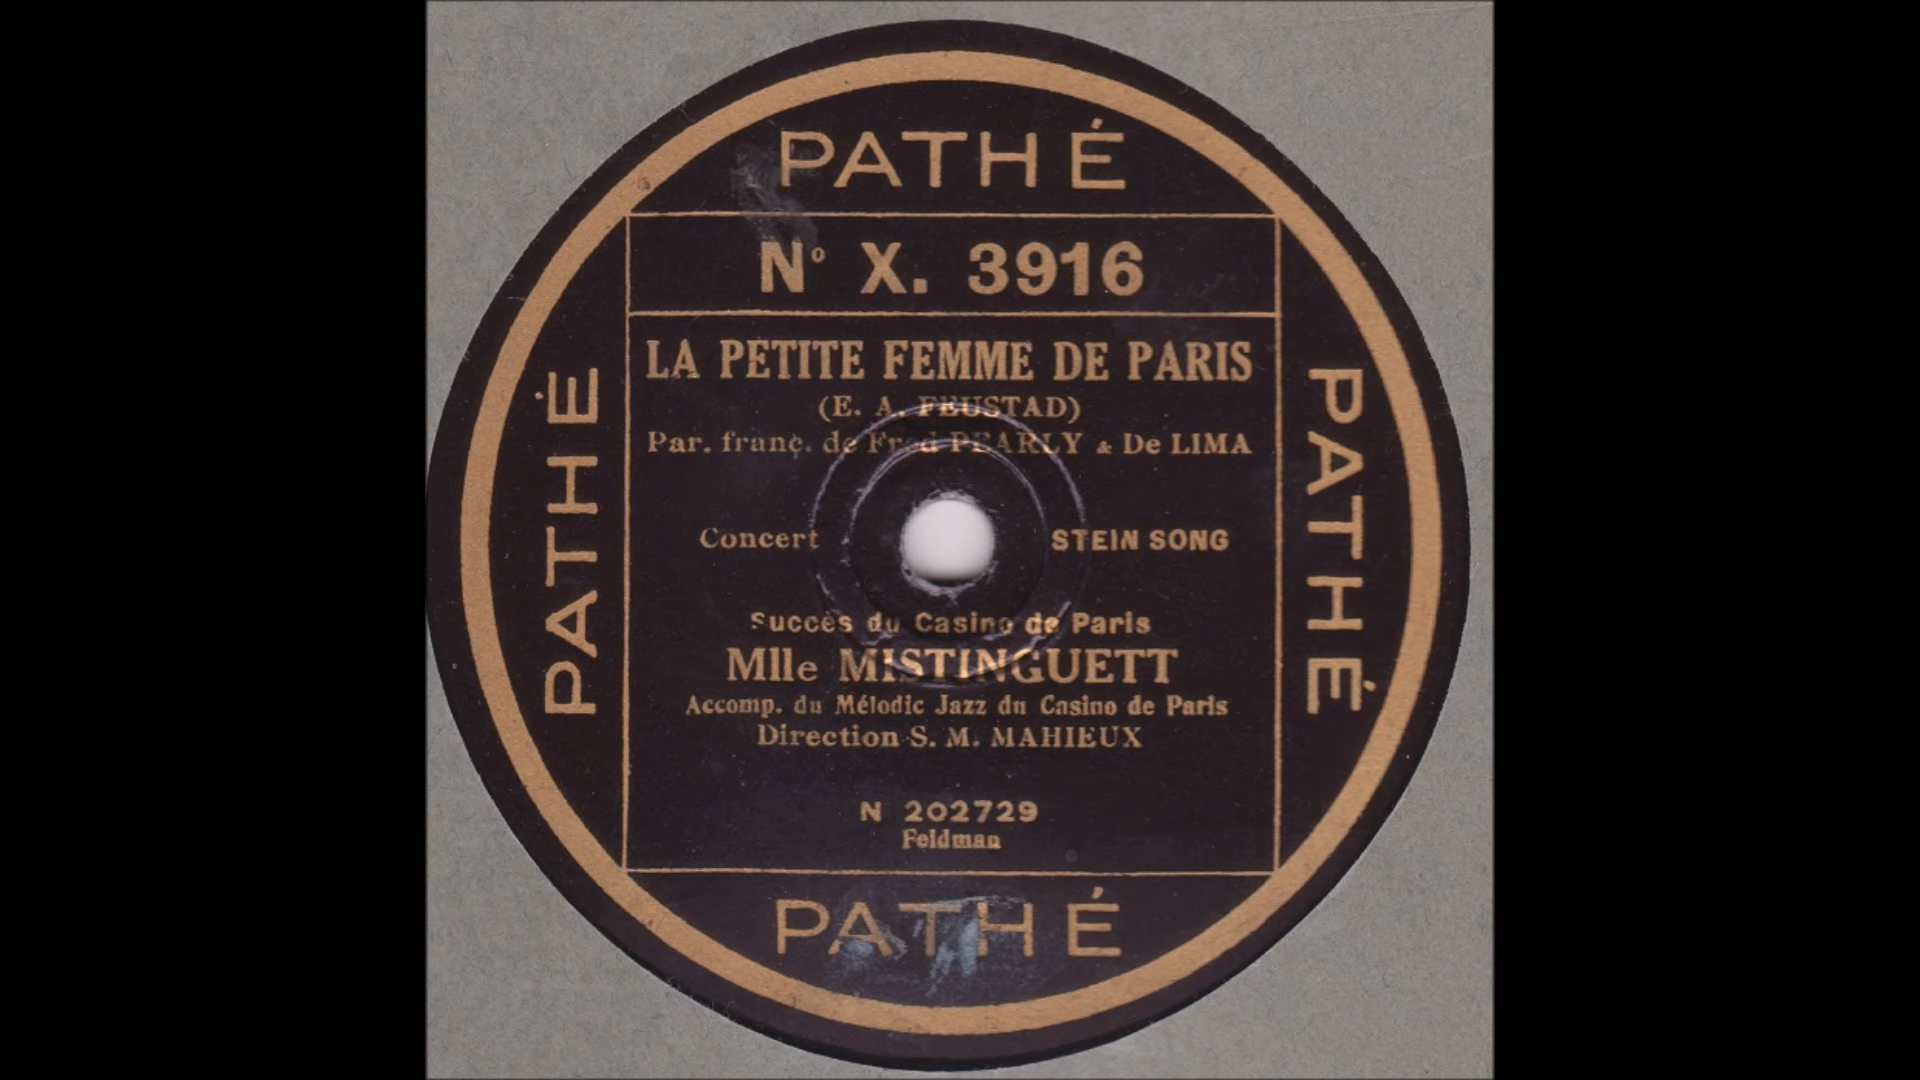 PATHÉ
Nº X. 3916
LA PETITE FEMME DE PARIS
(E. A. FEUSTAD)
Par. franç. de Fred PEARLY & De LIMA
PATHÉ
PATHÉ
Concert STEIN SONG
Succès du Casino de Paris
Mlle MISTINGUETT
Accomp. du Mélodic Jazz du Casino de Paris
Direction S. M. MAHIEUX
N 202729
Feldman
PATHÉ